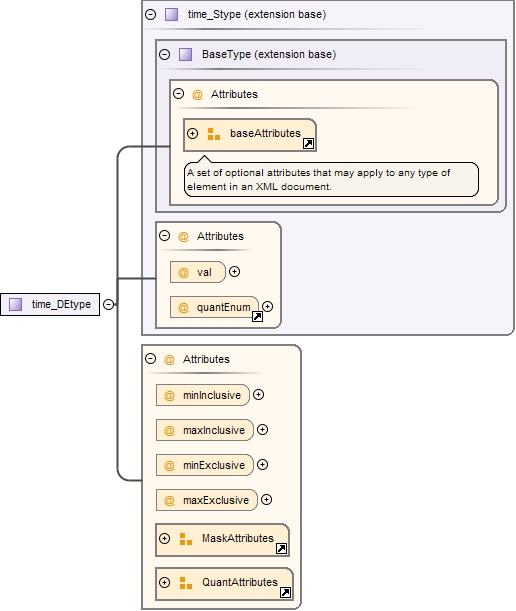 time_Stype (extension base)
BaseType (extension base)
@ Attributes
baseAttributes
A set of optional attributes that may apply to any type of
element in an XML document.
@ Attributes
@ val
@ quantEnum
time_DEtype
@ Attributes
@ minInclusive
@ maxInclusive
@ minExclusive
@ maxExclusive
MaskAttributes
QuantAttributes